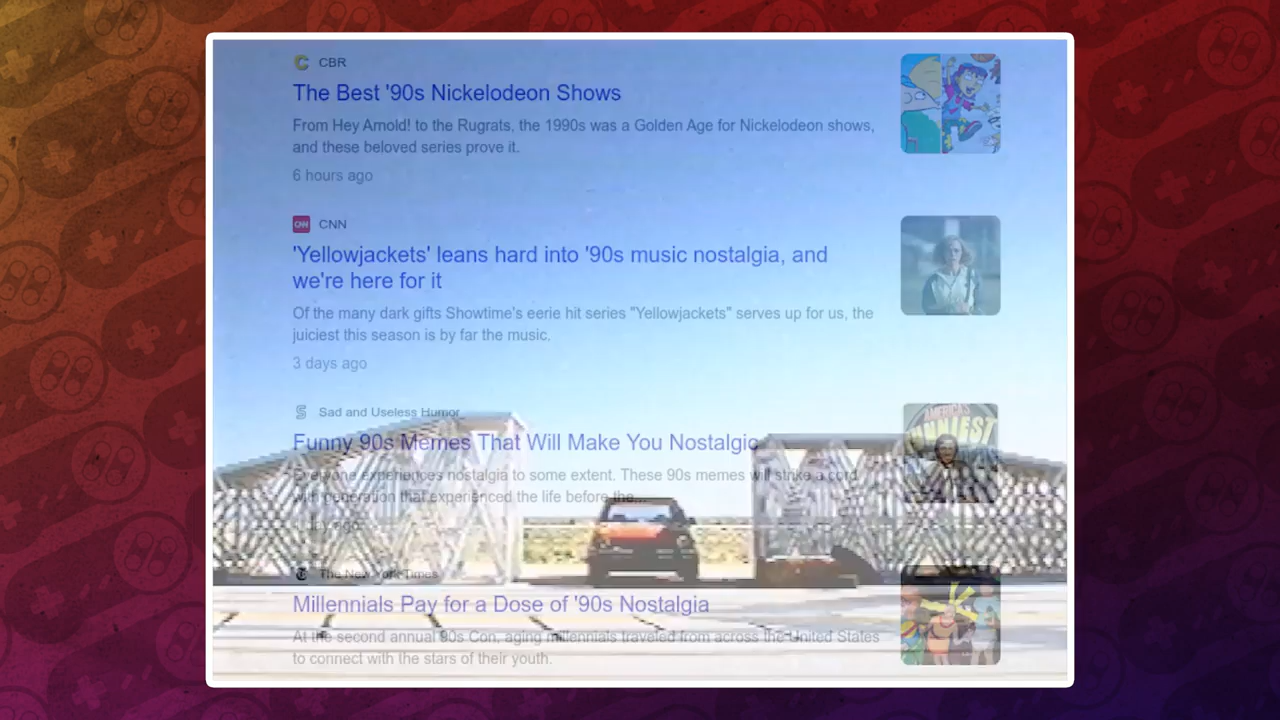 CBR
The Best '90s Nickelodeon Shows
From Hey Arnold! to the Rugrats, the 1990s was a Golden Age for Nickelodeon shows,
and these beloved series prove it.
6 hours ago
CNN
CNN
'Yellowjackets' leans hard into '90s music nostalgia, and
we're here for it
Of the many dark gifts Showtime's eerie hit series "Yellowjackets" serves up for us, the
juiciest this season is by far the music.
3 days ago
Sad and Useless Humor
AMERICA'S
FUNNIEST
Funny 90s Memes That Will Make You Nostalgic
Everyone experiences nostalgia to some extent. These 90s memes will strike a cord
with generation that experienced the life before the...
day ago
The New York Times
Millennials Pay for a Dose of '90s Nostalgia
At the second annual 90s Con, aging millennials traveled from across the United States
to connect with the stars of their youth.